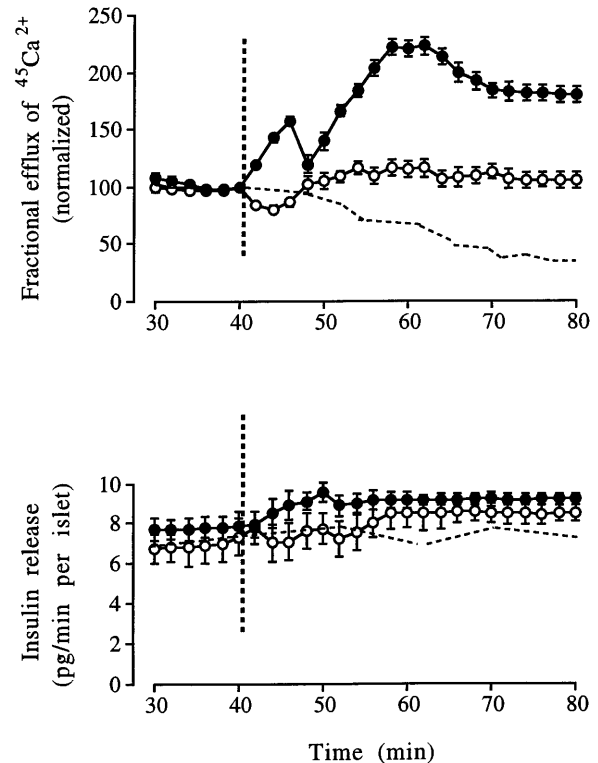 Fractional efflux of ⁴⁵Ca²⁺
(normalized)
250
200
150
100
50
0
30 40 50 60 70 80
Insulin release
(pg/min per islet)
10
8
6
4
2
0
30 40 50 60 70 80
Time (min)